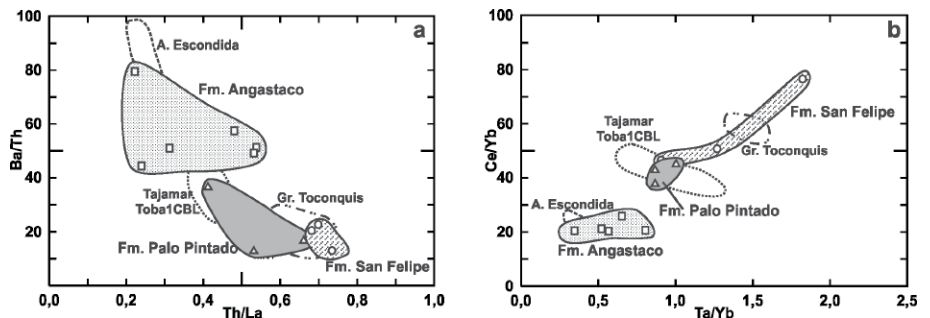 100
80
60
40
20
0
Ba/Th
a
A. Escondida
Fm. Angastaco
Tajamar
Toba1CBL
Gr. Toconquis
Fm. Palo Pintado
Fm. San Felipe
0,0 0,2 0,4 0,6 0,8 1,0
Th/La
100
80
60
40
20
0
Ce/Yb
b
Fm. San Felipe
Tajamar
Toba1CBL
Gr. Toconquis
Fm. Palo Pintado
A. Escondida
Fm. Angastaco
0,0 0,5 1,0 1,5 2,0 2,5
Ta/Yb